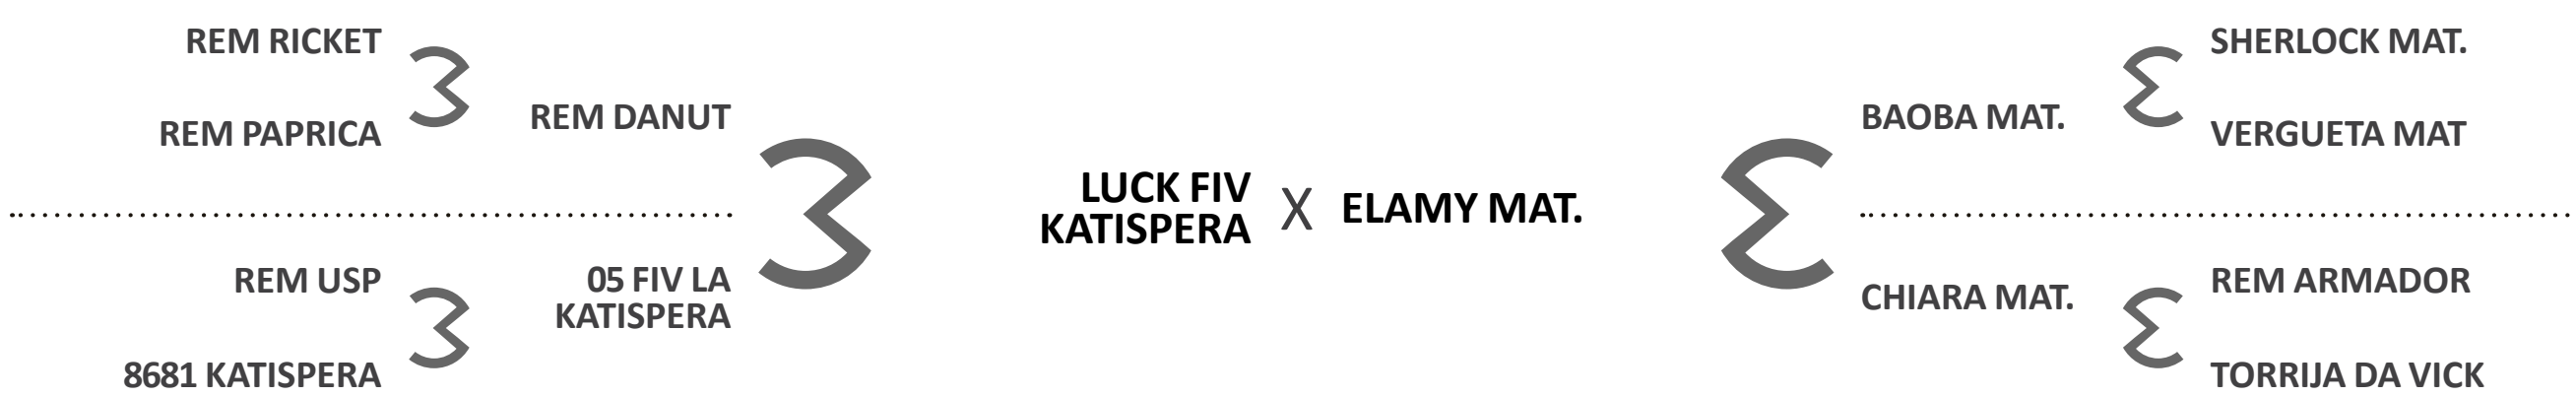 REM RICKET
REM PAPRICA
REM DANUT
REM USP
8681 KATISPERA
05 FIV LA
KATISPERA
LUCK FIV
KATISPERA
X
ELAMY MAT.
BAOBA MAT.
SHERLOCK MAT.
VERGUETA MAT
CHIARA MAT.
REM ARMADOR
TORRIJA DA VICK